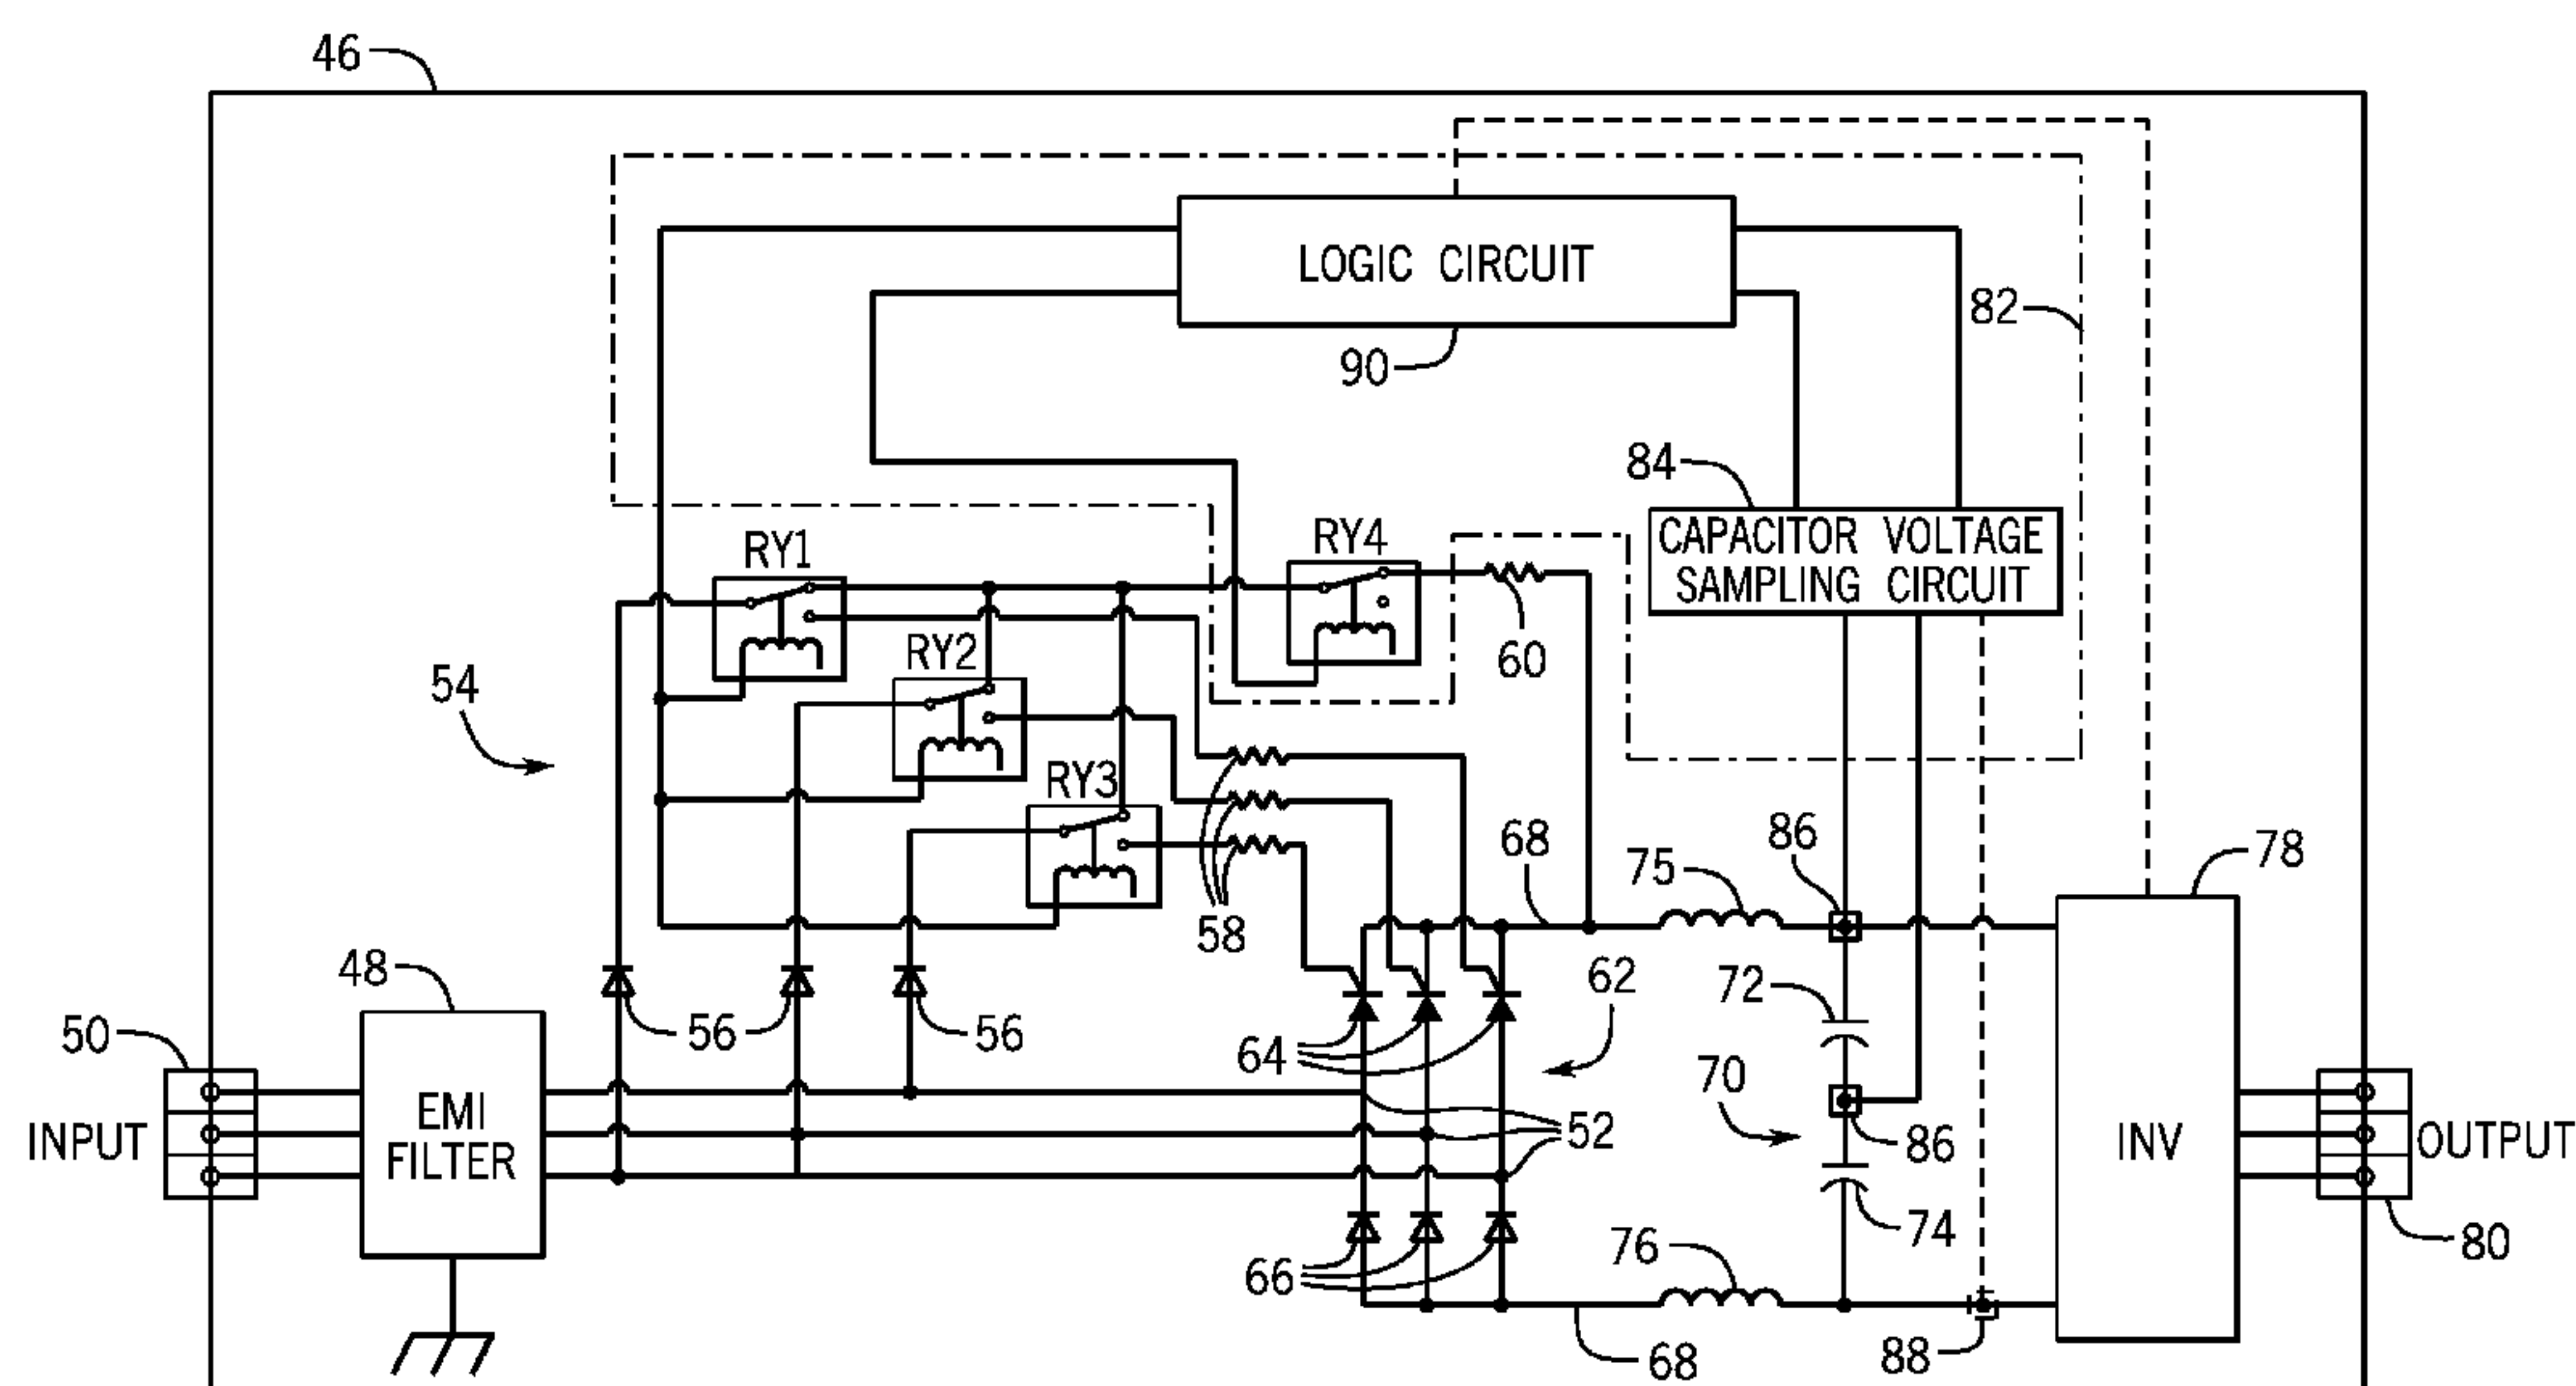 46
LOGIC CIRCUIT
82
90
84
CAPACITOR VOLTAGE
SAMPLING CIRCUIT
RY1
RY4
RY2
60
54
RY3
68
86
75
78
58
48
62
72
50
56
56
64
70
EMI
FILTER
INPUT
52
86
INV
OUTPUT
74
80
76
66
88
68